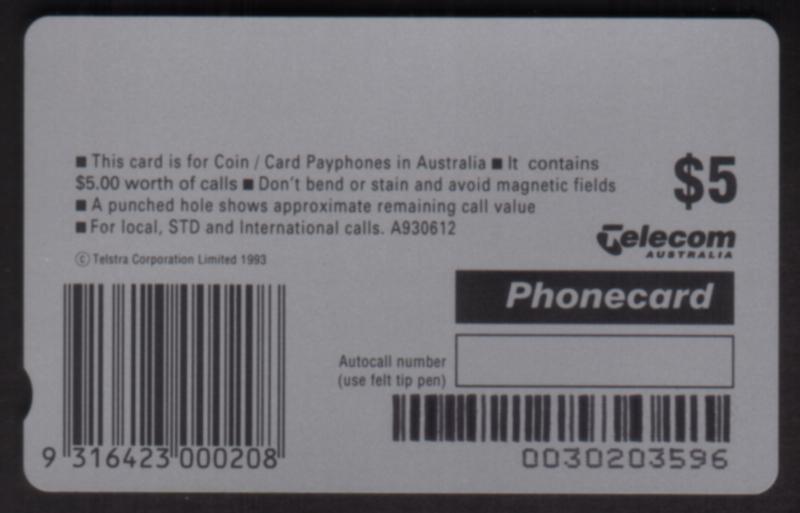 ■ This card is for Coin / Card Payphones in Australia ■ It contains
$5.00 worth of calls ■ Don't bend or stain and avoid magnetic fields
■ A punched hole shows approximate remaining call value
■ For local, STD and International calls. A930612
© Telstra Corporation Limited 1993
$5
Telecom
AUSTRALIA
Phonecard
Autocall number
(use felt tip pen)
9 316423 000208
0030203596